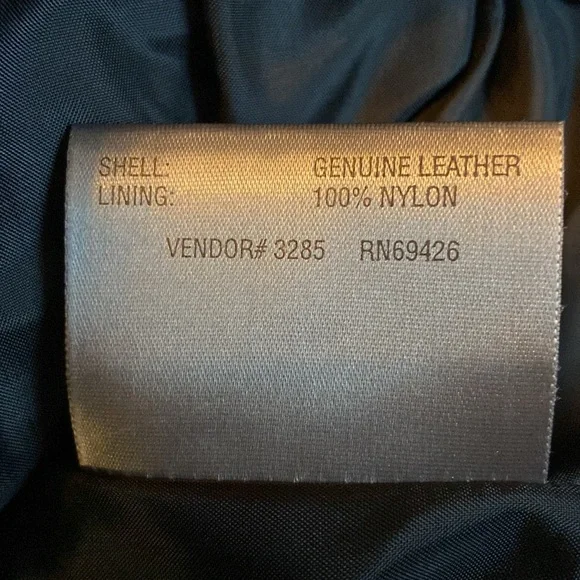 SHELL: GENUINE LEATHER
LINING: 100% NYLON
VENDOR# 3285 RN69426